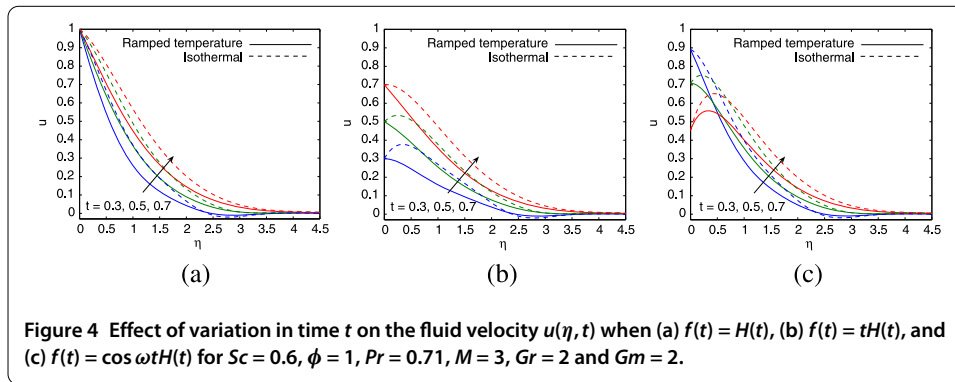 1
0.9
0.8
0.7
0.6
0.5
0.4
0.3
0.2
0.1
0
u
Ramped temperature
Isothermal
t = 0.3, 0.5, 0.7
0 0.5 1 1.5 2 2.5 3 3.5 4 4.5
η
(a)
1
0.9
0.8
0.7
0.6
0.5
0.4
0.3
0.2
0.1
0
u
Ramped temperature
Isothermal
t = 0.3, 0.5, 0.7
0 0.5 1 1.5 2 2.5 3 3.5 4 4.5
η
(b)
1
0.9
0.8
0.7
0.6
0.5
0.4
0.3
0.2
0.1
0
u
Ramped temperature
Isothermal
t = 0.3, 0.5, 0.7
0 0.5 1 1.5 2 2.5 3 3.5 4 4.5
η
(c)
Figure 4 Effect of variation in time t on the fluid velocity u(η, t) when (a) f(t) = H(t), (b) f(t) = tH(t), and
(c) f(t) = cos ωtH(t) for Sc = 0.6, ϕ = 1, Pr = 0.71, M = 3, Gr = 2 and Gm = 2.